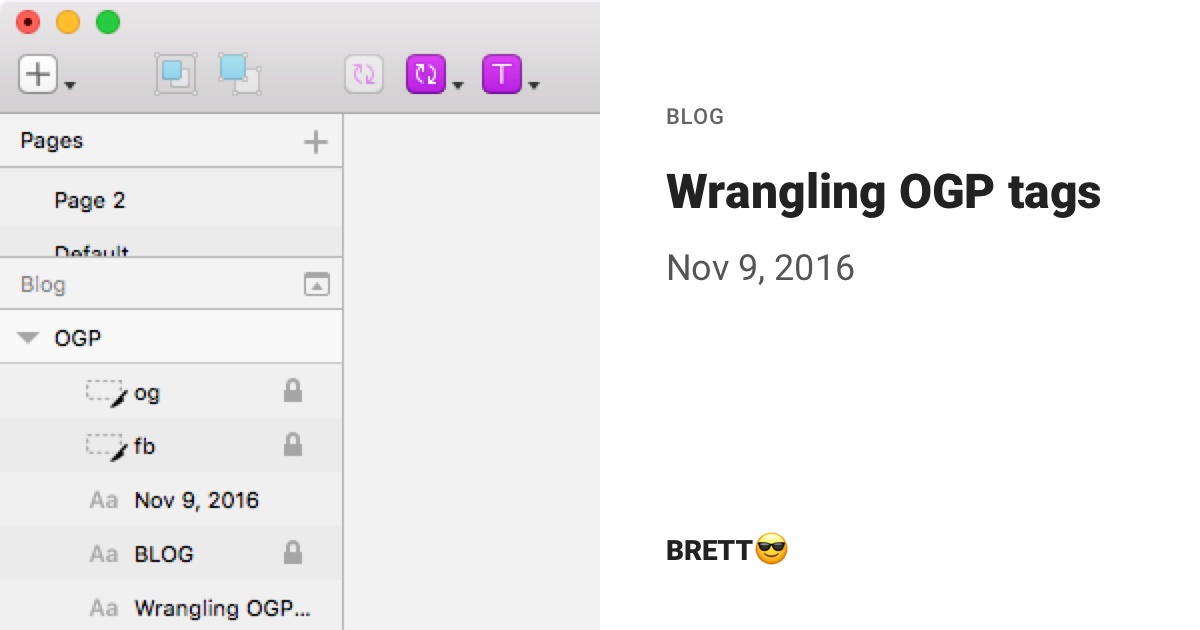 Pages
Page 2
Default
Blog
OGP
og
fb
Aa Nov 9, 2016
Aa BLOG
Aa Wrangling OGP...
T
BLOG
Wrangling OGP tags
Nov 9, 2016
BRETT😎